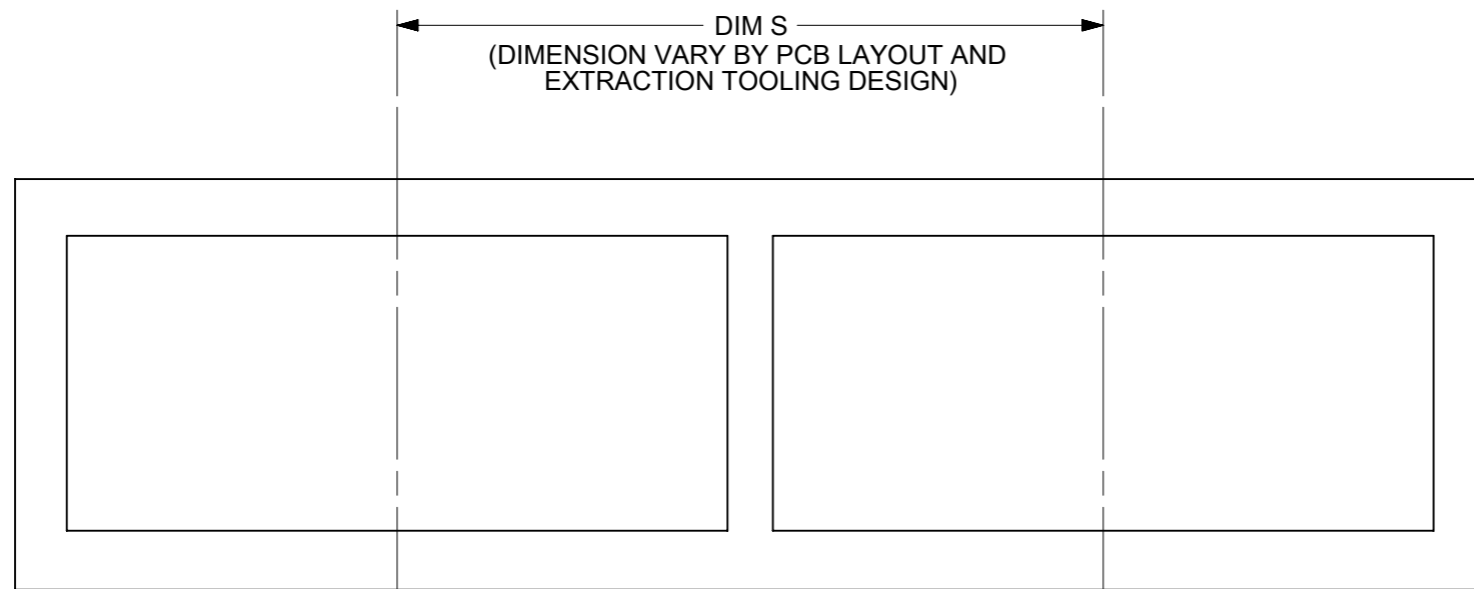 DIM S
(DIMENSION VARY BY PCB LAYOUT AND
EXTRACTION TOOLING DESIGN)